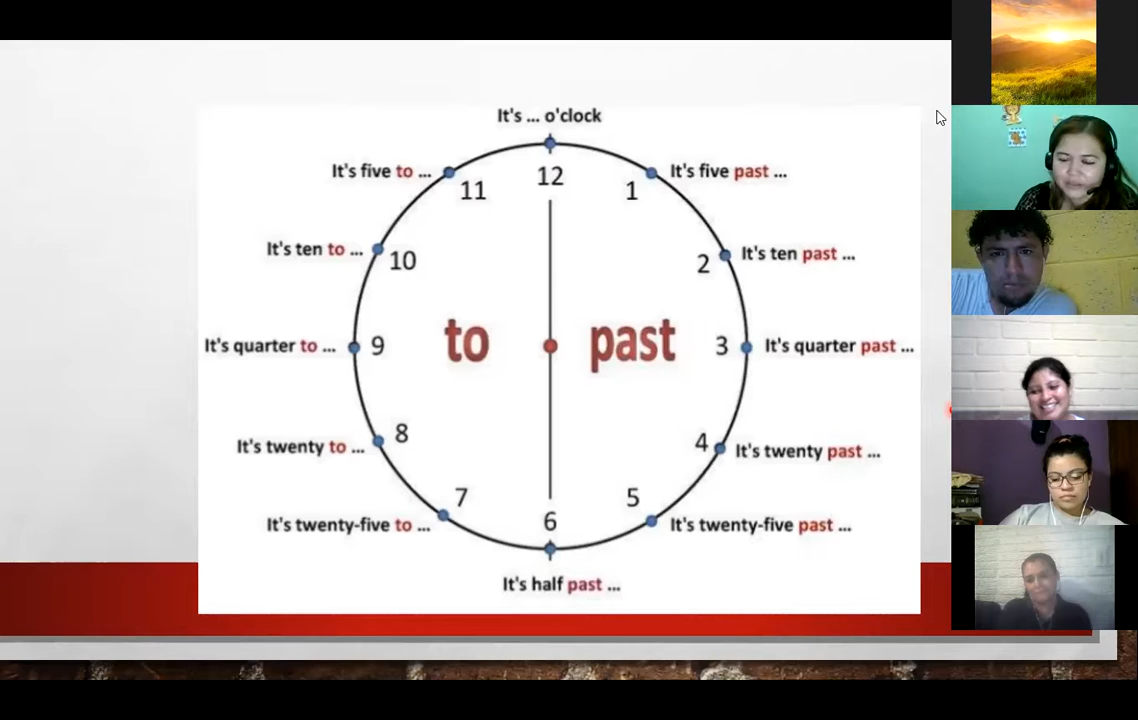 It's ... o'clock
It's five to ...
It's five past ...
11
12
1
It's ten to ...
It's ten past ...
10
2
It's quarter to ...
9
to
past
3
It's quarter past ...
8
4
It's twenty to ...
It's twenty past ...
7
6
5
It's twenty-five to ...
It's twenty-five past ...
It's half past ...